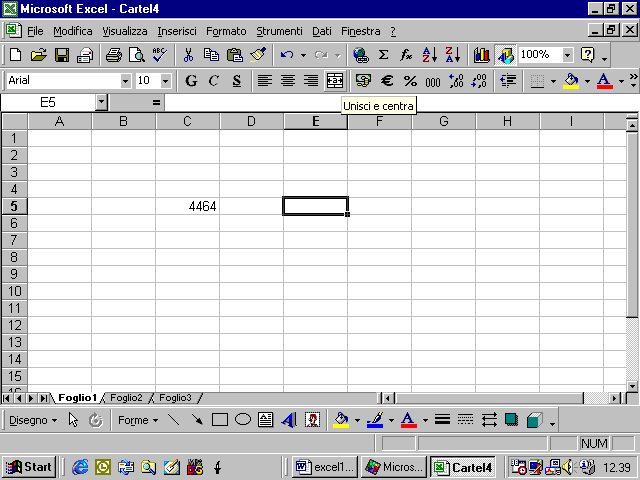 Microsoft Excel - Cartel4
File Modifica Visualizza Inserisci Formato Strumenti Dati Finestra ?
100%
Arial 10 G C S € % 000
E5 =
Unisci e centra
A B C D E F G H I
1
2
3
4
5 4464
6
7
8
9
10
11
12
13
14
15
Foglio1 Foglio2 Foglio3
Disegno Forme
NUM
Start excel1... Micros... Cartel4 12.39